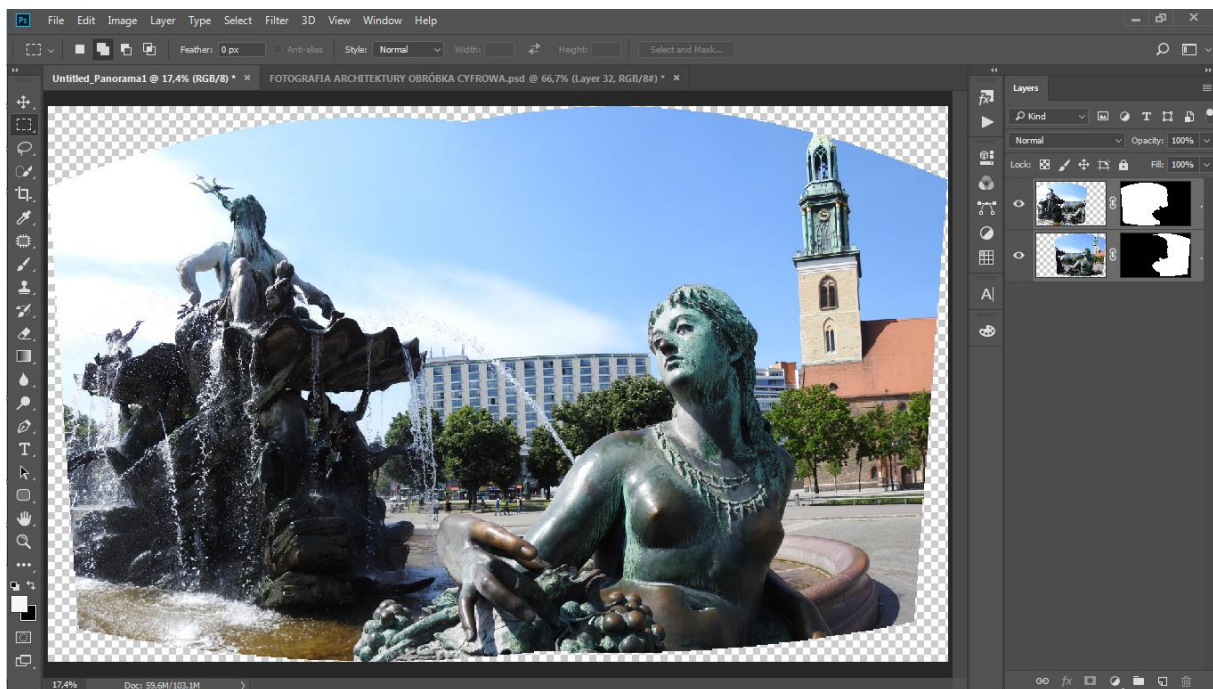 Ps File Edit Image Layer Type Select Filter 3D View Window Help
Feather: 0 px Anti-alias Style: Normal Width: Height: Select and Mask...
Untitled_Panorama1 @ 17,4% (RGB/8) * × FOTOGRAFIA ARCHITEKTURY OBRÓBKA CYFROWA.psd @ 66,7% (Layer 32, RGB/8#) * ×
Layers
Kind
Normal Opacity: 100%
Lock: Fill: 100%
17,4% Doc: 59,6M/103,1M